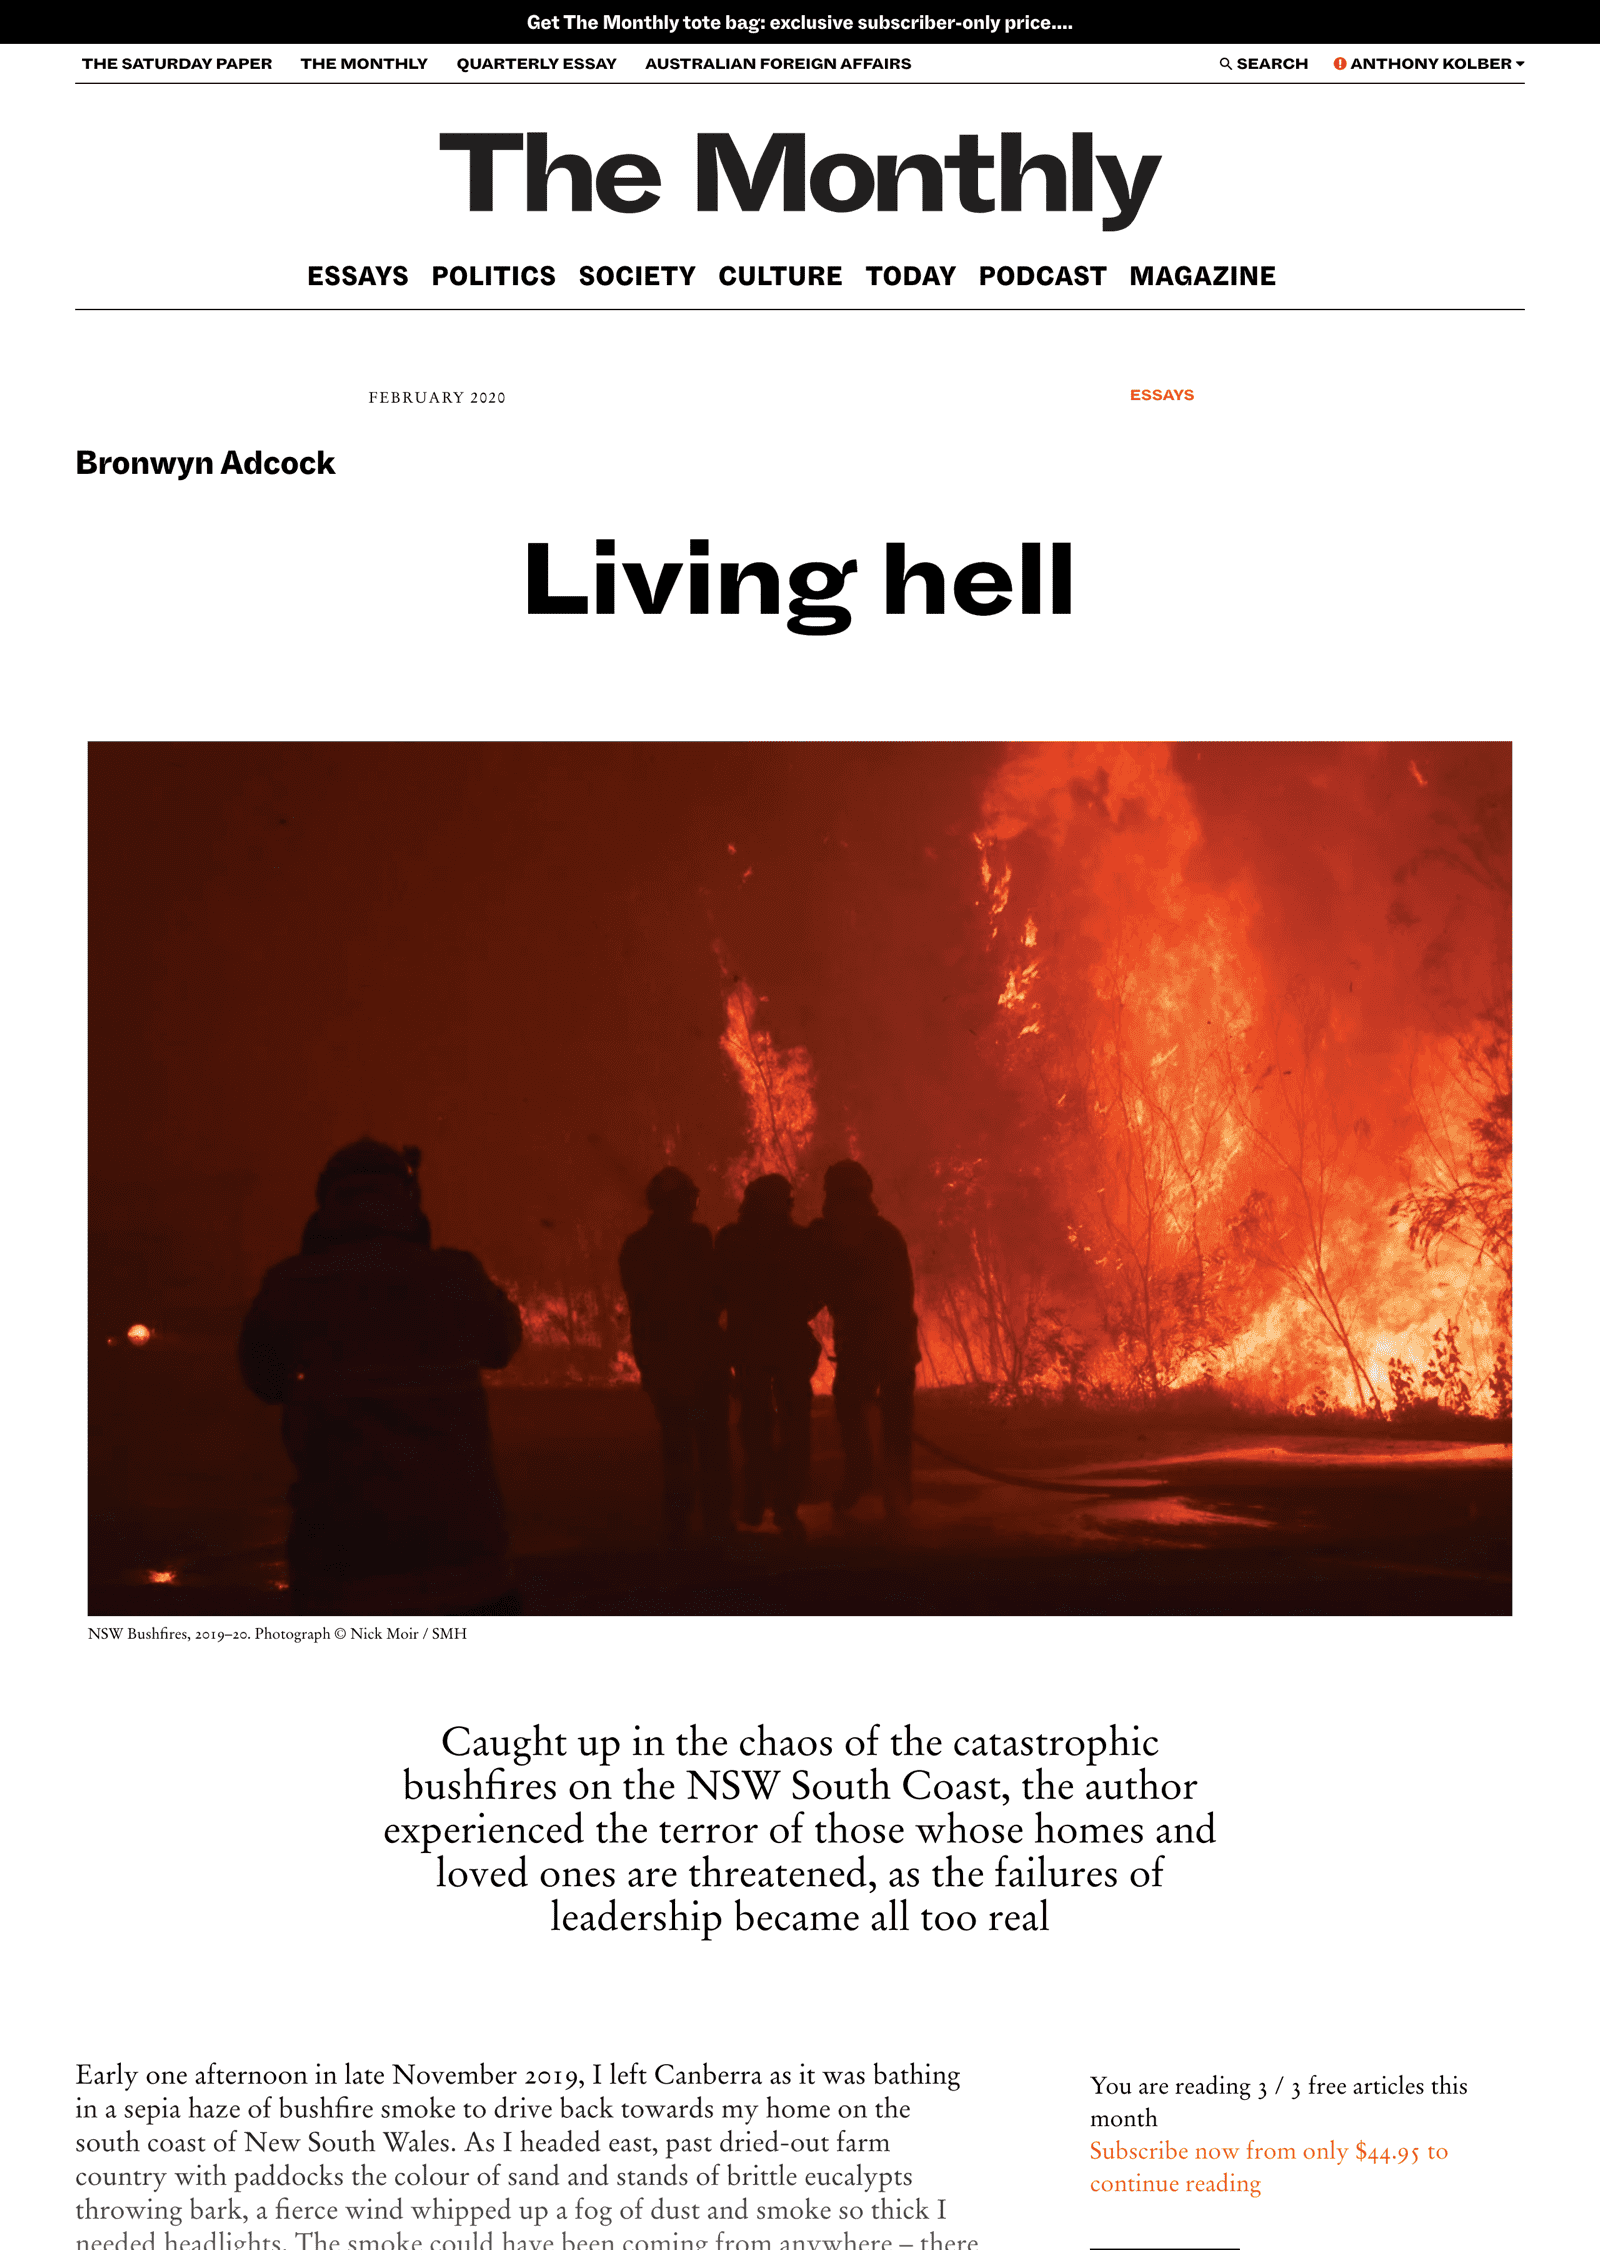 Get The Monthly tote bag: exclusive subscriber-only price....
THE SATURDAY PAPER THE MONTHLY QUARTERLY ESSAY AUSTRALIAN FOREIGN AFFAIRS SEARCH ANTHONY KOLBER
The Monthly
ESSAYS POLITICS SOCIETY CULTURE TODAY PODCAST MAGAZINE
FEBRUARY 2020 ESSAYS
Bronwyn Adcock
Living hell
NSW Bushfires, 2019–20. Photograph © Nick Moir / SMH
Caught up in the chaos of the catastrophic
bushfires on the NSW South Coast, the author
experienced the terror of those whose homes and
loved ones are threatened, as the failures of
leadership became all too real
Early one afternoon in late November 2019, I left Canberra as it was bathing
in a sepia haze of bushfire smoke to drive back towards my home on the
south coast of New South Wales. As I headed east, past dried-out farm
country with paddocks the colour of sand and stands of brittle eucalypts
throwing bark, a fierce wind whipped up a fog of dust and smoke so thick I
needed headlights. The smoke could have been coming from anywhere – there
You are reading 3 / 3 free articles this
month
Subscribe now from only $44.95 to
continue reading